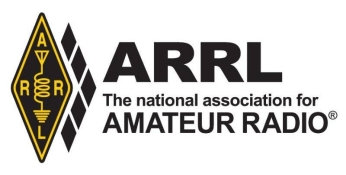 A
R R
L
ARRL
The national association for
AMATEUR RADIO®